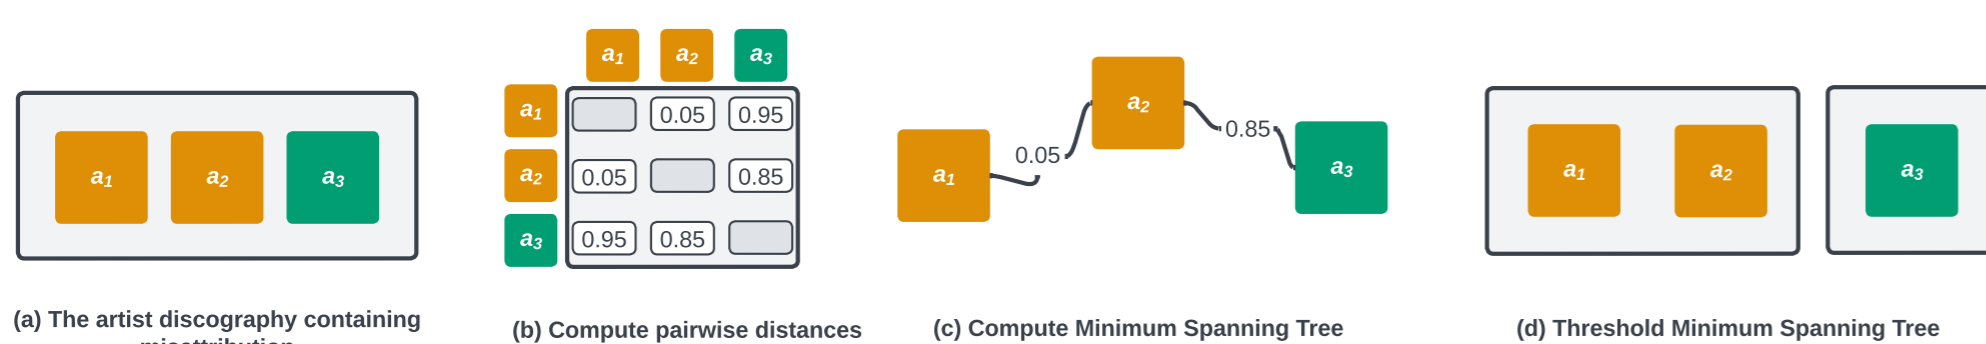 a1 a2 a3
(a) The artist discography containing
misattribution
a1 a2 a3
a1 0.05 0.95
a2 0.05 0.85
a3 0.95 0.85
(b) Compute pairwise distances
a1 0.05 a2 0.85 a3
(c) Compute Minimum Spanning Tree
a1 a2 a3
(d) Threshold Minimum Spanning Tree